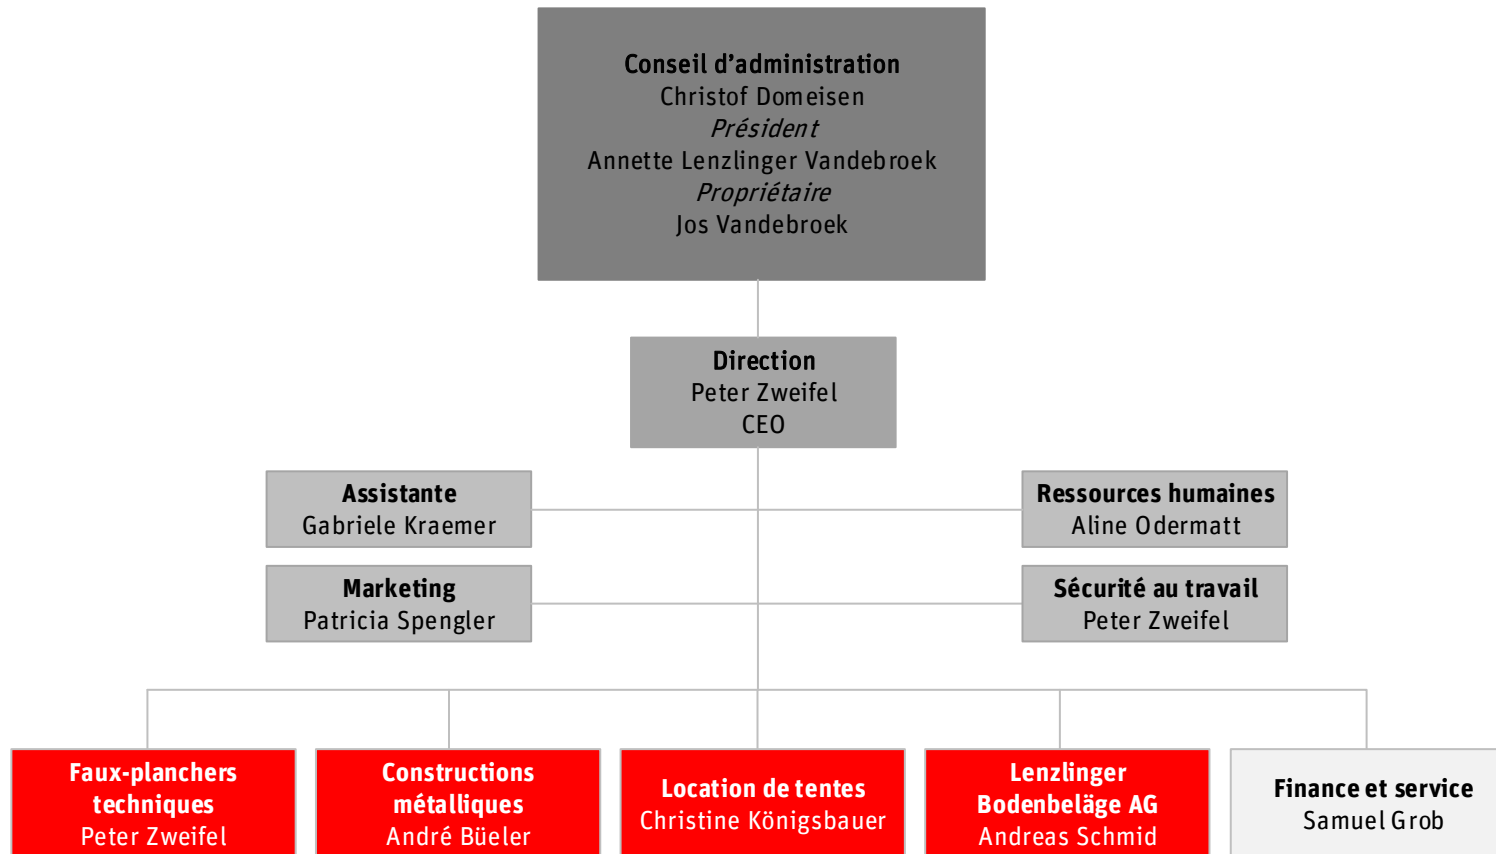 Conseil d’administration
Christof Domeisen
Président
Annette Lenzlinger Vandebroek
Propriétaire
Jos Vandebroek
Direction
Peter Zweifel
CEO
Assistante
Gabriele Kraemer
Ressources humaines
Aline Odermatt
Marketing
Patricia Spengler
Sécurité au travail
Peter Zweifel
Faux-planchers
techniques
Peter Zweifel
Constructions
métalliques
André Büeler
Location de tentes
Christine Königsbauer
Lenzlinger
Bodenbeläge AG
Andreas Schmid
Finance et service
Samuel Grob